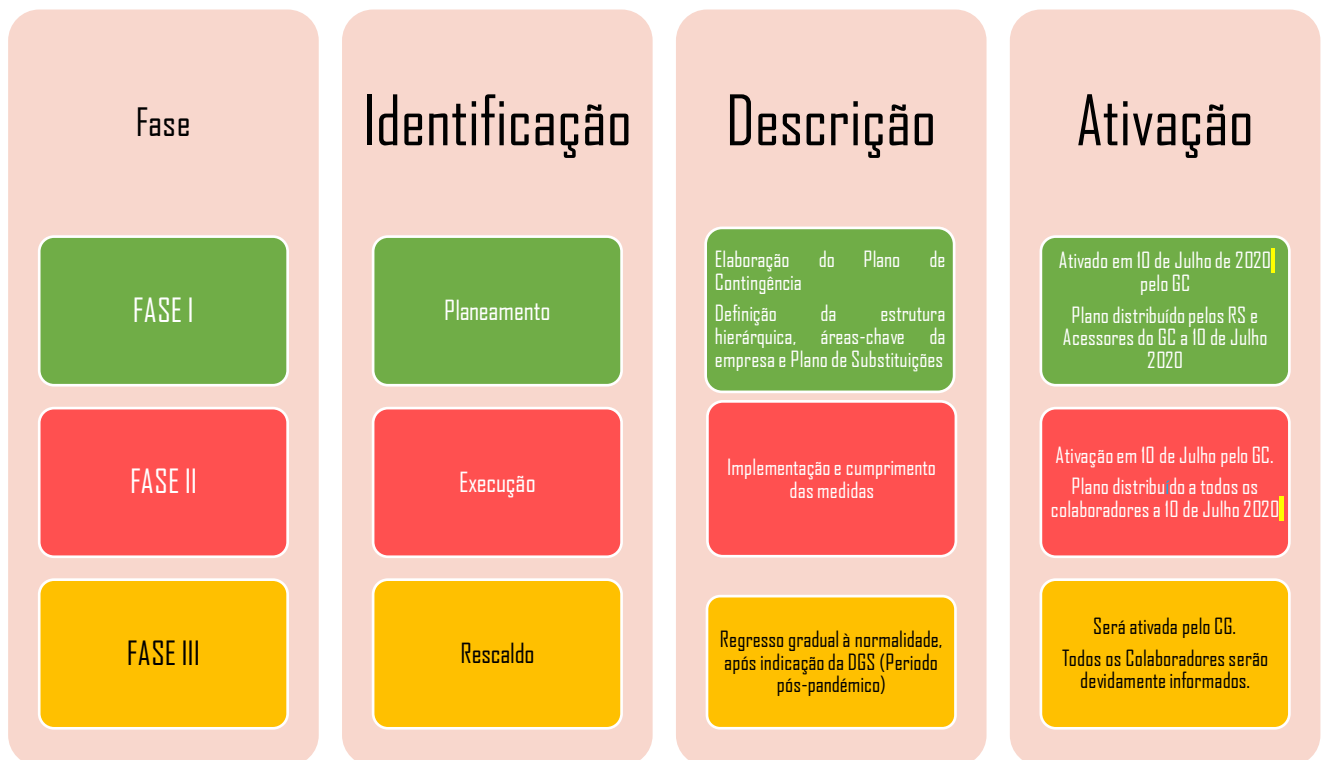 Fase
Identificação
Descrição
Ativação
FASE I
Planeamento
Elaboração do Plano de
Contingência
Definição da estrutura
hierárquica, áreas-chave da
empresa e Plano de Substituições
Ativado em 10 de Julho de 2020
pelo GC
Plano distribuído pelos RS e
Acessores do GC a 10 de Julho
2020
FASE II
Execução
Implementação e cumprimento
das medidas
Ativação em 10 de Julho pelo GC.
Plano distribuído a todos os
colaboradores a 10 de Julho 2020
FASE III
Rescaldo
Regresso gradual à normalidade,
após indicação da DGS (Periodo
pós-pandémico)
Será ativada pelo CG.
Todos os Colaboradores serão
devidamente informados.